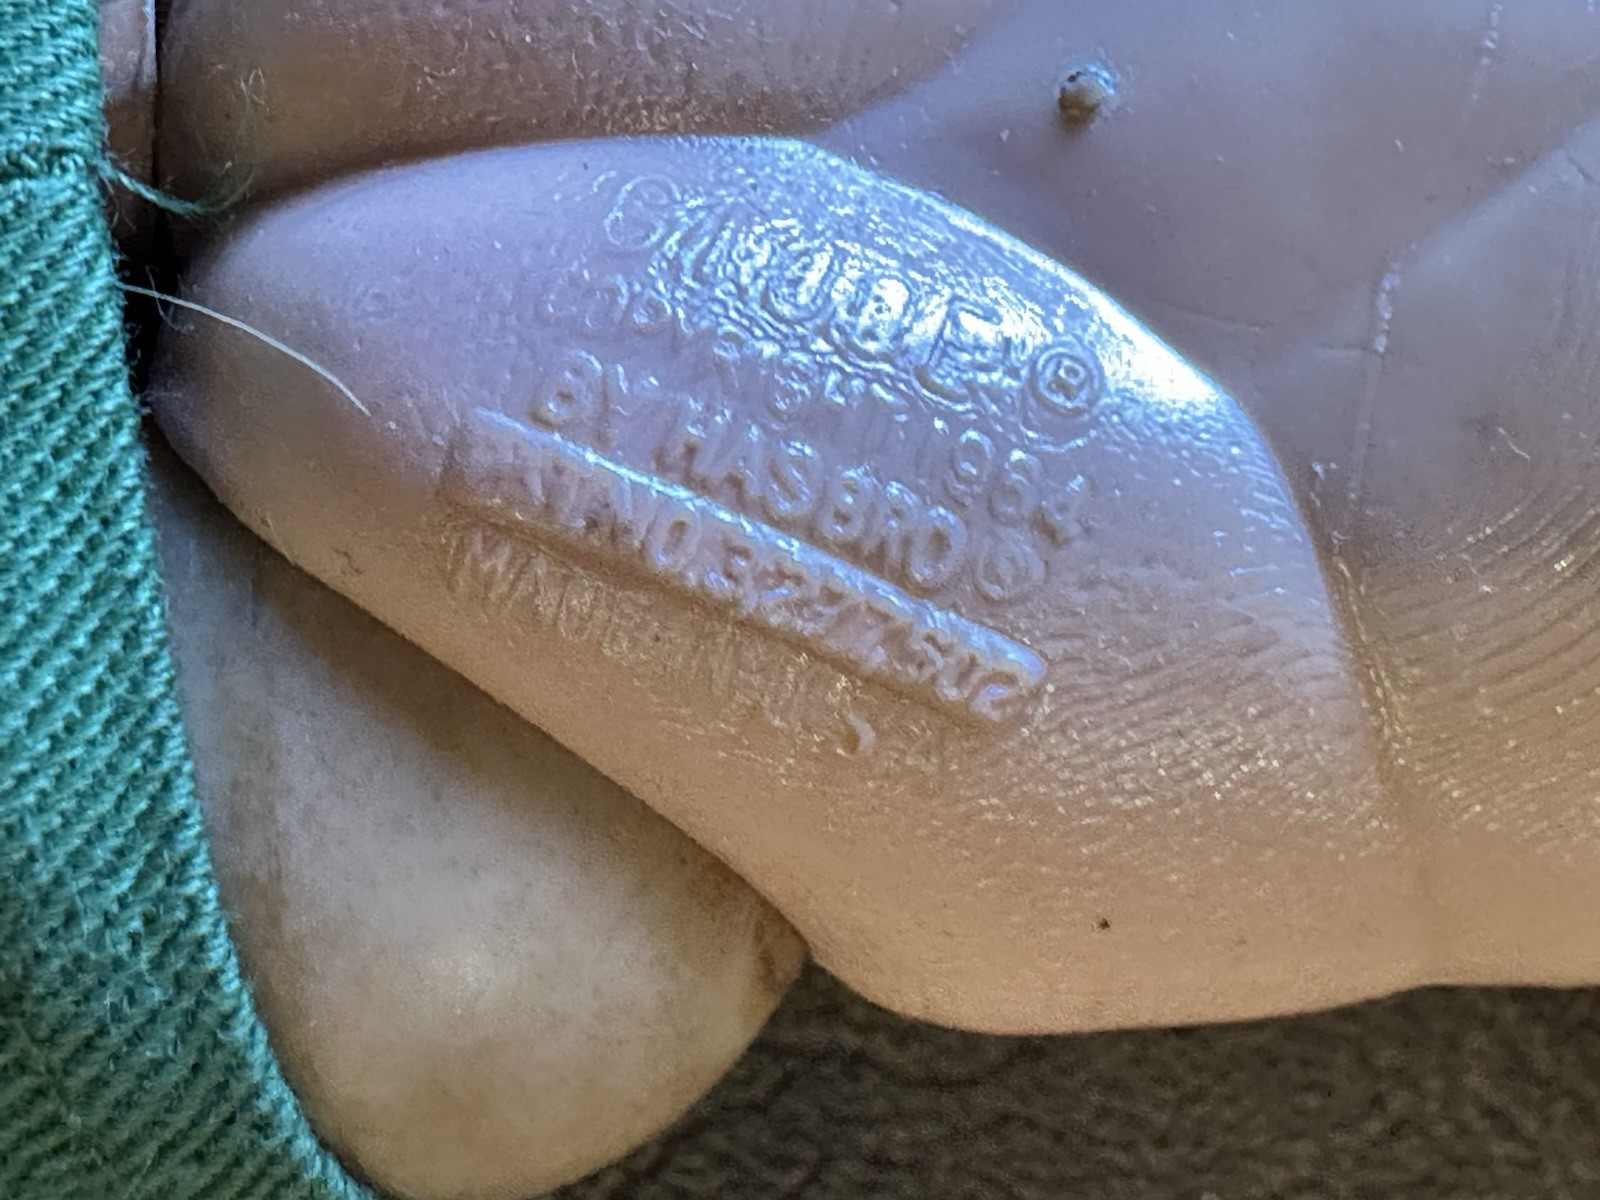 G.I. JOE®
COPYRIGHT 1964
BY HASBRO®
PAT. NO. 3,277,602
MADE IN U.S.A.